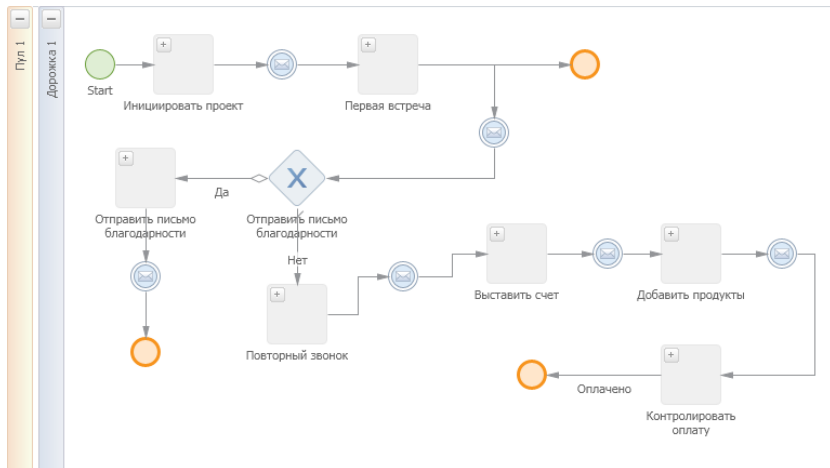 Пул 1
Дорожка 1
Start
Инициировать проект
Первая встреча
Да
Отправить письмо
благодарности
X
Отправить письмо
благодарности
Нет
Повторный звонок
Выставить счет
Добавить продукты
Оплачено
Контролировать
оплату